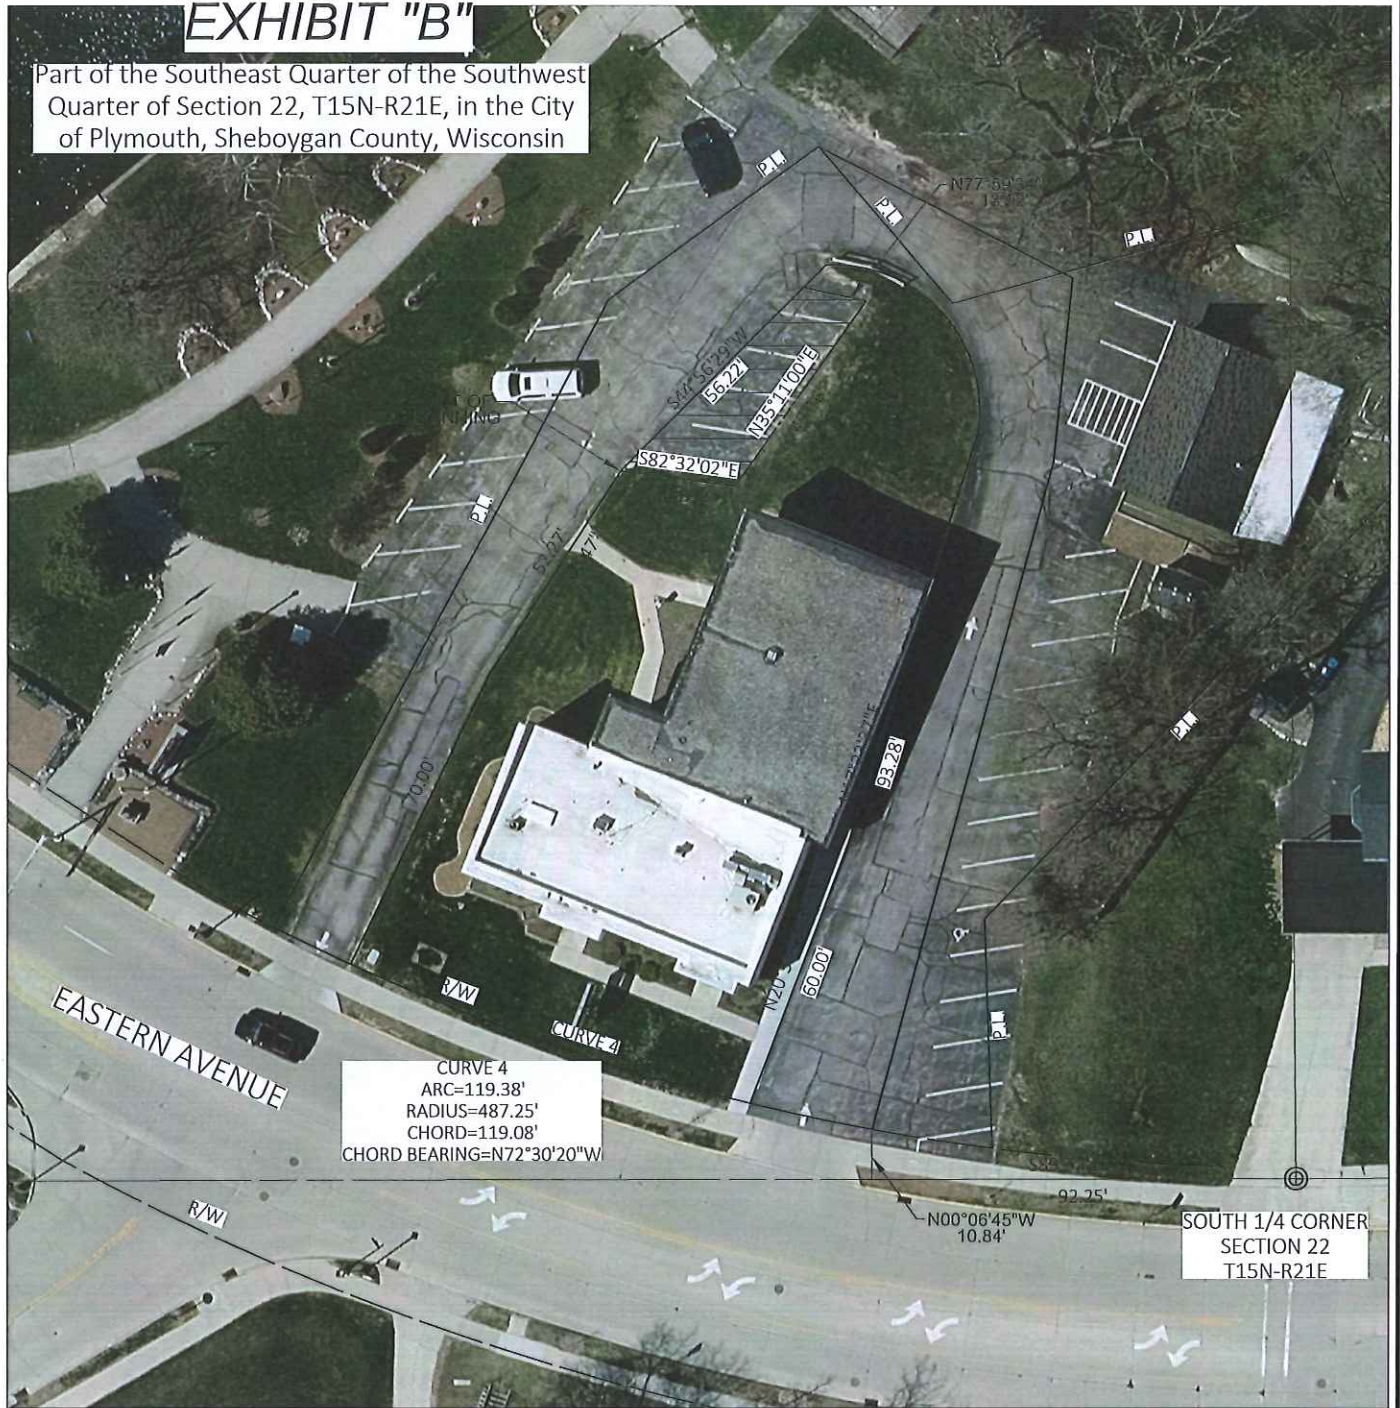 EXHIBIT "B"
Part of the Southeast Quarter of the Southwest
Quarter of Section 22, T15N-R21E, in the City
of Plymouth, Sheboygan County, Wisconsin
P.L.
P.L.
P.L.
S44°56'29"W
56.22'
N35°11'00"E
S82°32'02"E
P.L.
47'
70.00'
93.28'
P.L.
60.00'
P.L.
R/W
CURVE 4
EASTERN AVENUE
CURVE 4
ARC=119.38'
RADIUS=487.25'
CHORD=119.08'
CHORD BEARING=N72°30'20"W
R/W
92.25'
N00°06'45"W
10.84'
SOUTH 1/4 CORNER
SECTION 22
T15N-R21E